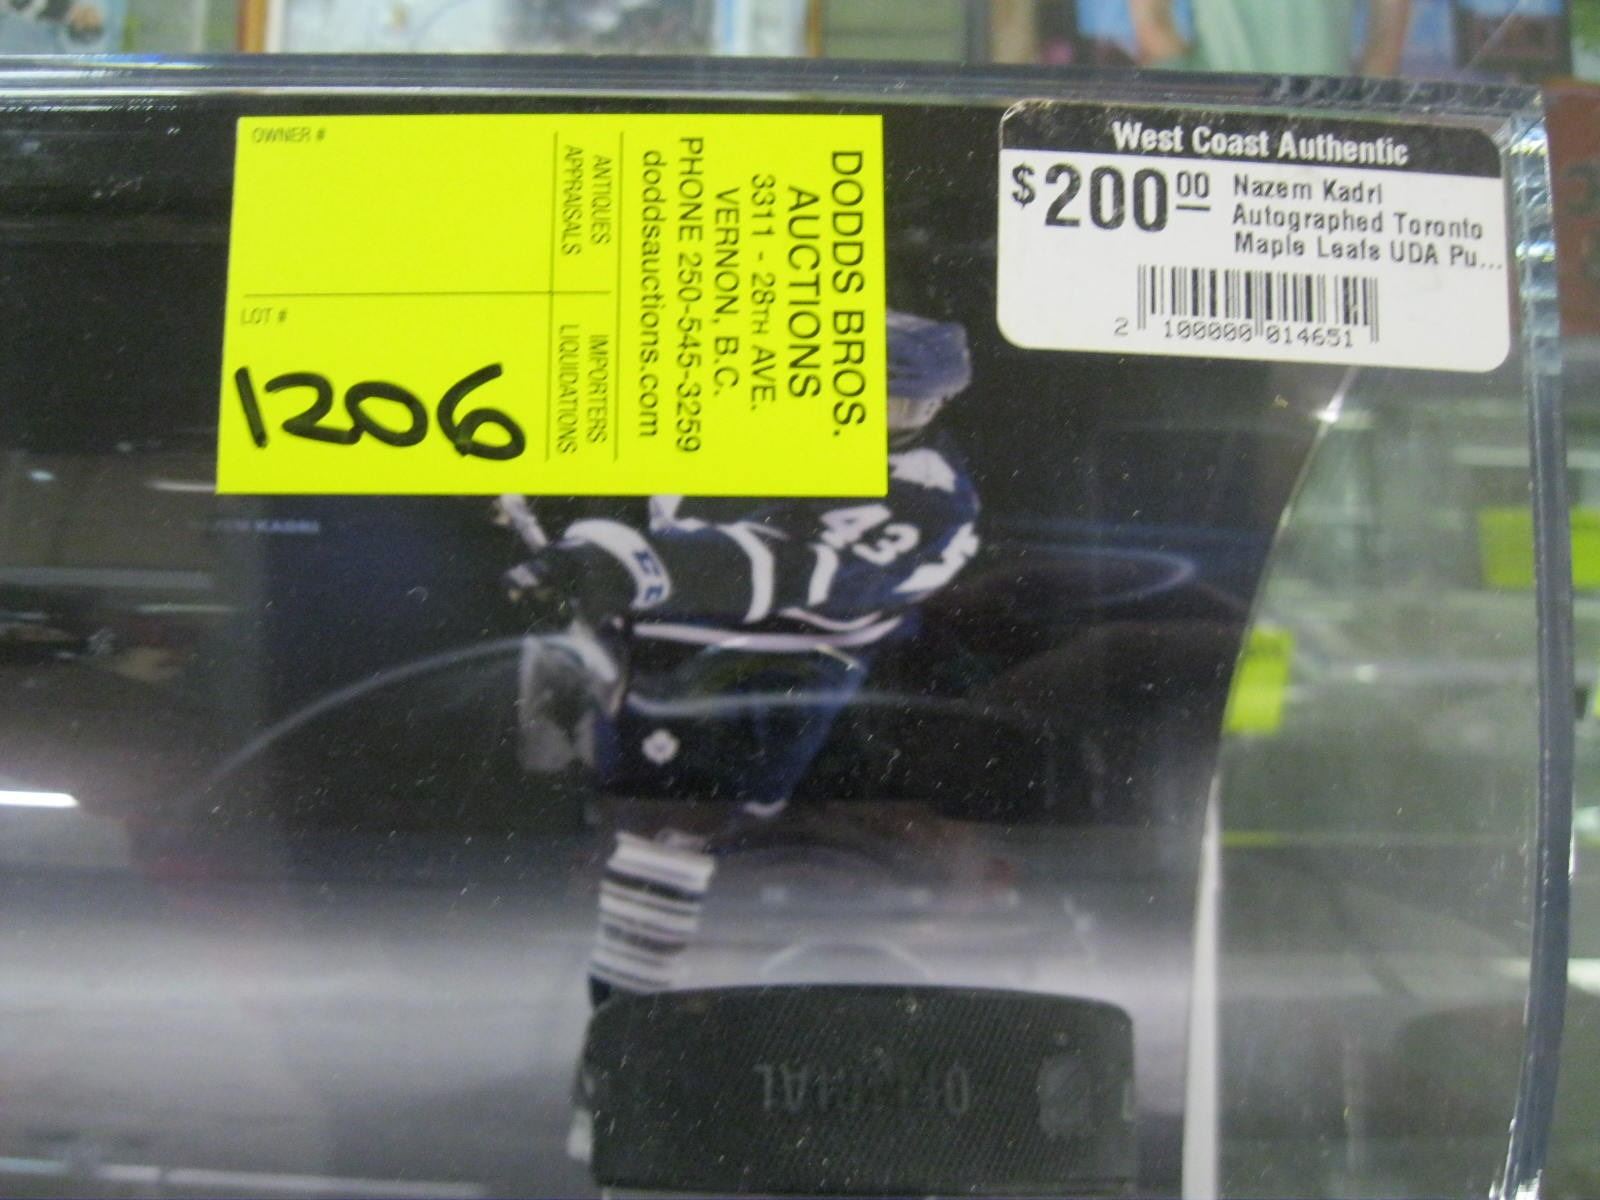 OWNER #
LOT #
1206
DODDS BROS.
AUCTIONS
3311 - 28TH AVE.
VERNON, B.C.
PHONE 250-545-3259
doddsauctions.com
ANTIQUES
APPRAISALS
IMPORTERS
LIQUIDATIONS
West Coast Authentic
$200.00
Nazem Kadri
Autographed Toronto
Maple Leafs UDA Pu...
2 100000 014651
KADRI
43